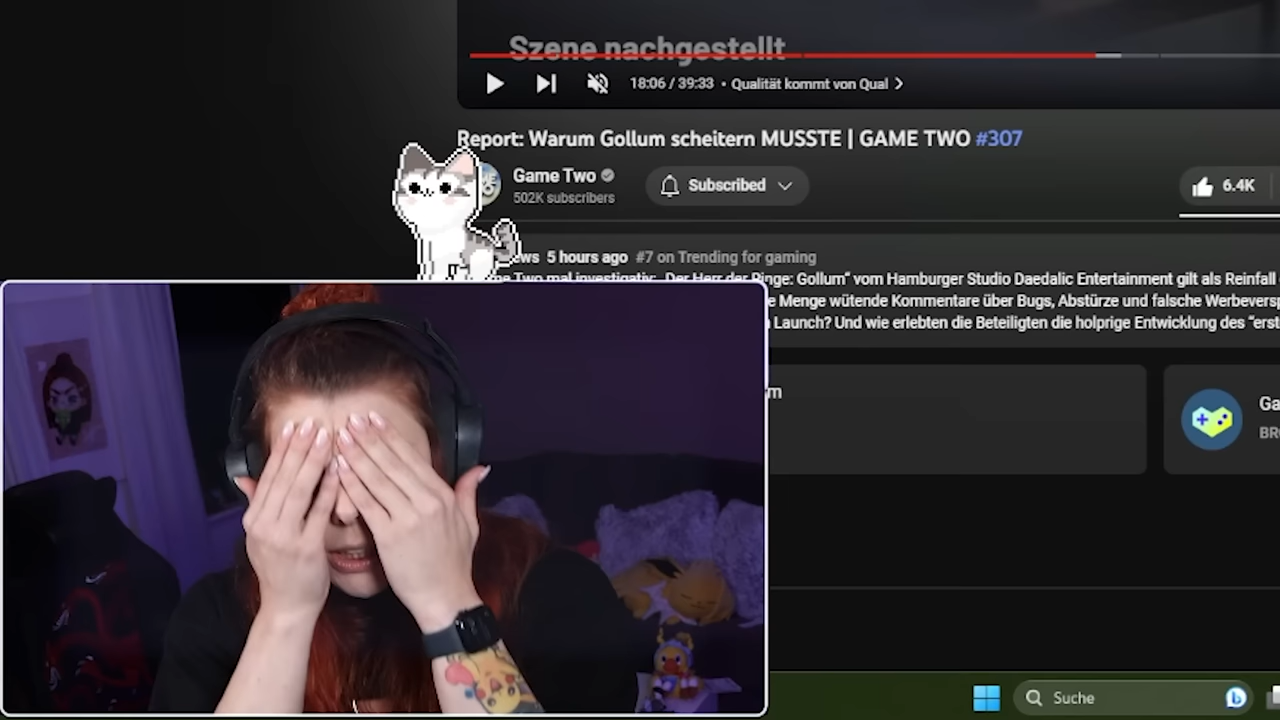 Szene nachgestellt
18:06 / 39:33 • Qualität kommt von Qual >
Report: Warum Gollum scheitern MUSSTE | GAME TWO #307
Game Two
502K subscribers
Subscribed
6.4K
5 hours ago #7 on Trending for gaming
Two mal investigativ: „Der Herr der Ringe: Gollum“ vom Hamburger Studio Daedalic Entertainment gilt als Reinfall
Menge wütende Kommentare über Bugs, Abstürze und falsche
Launch? Und wie erlebten die Beteiligten die holprige Entwicklung des
Suche